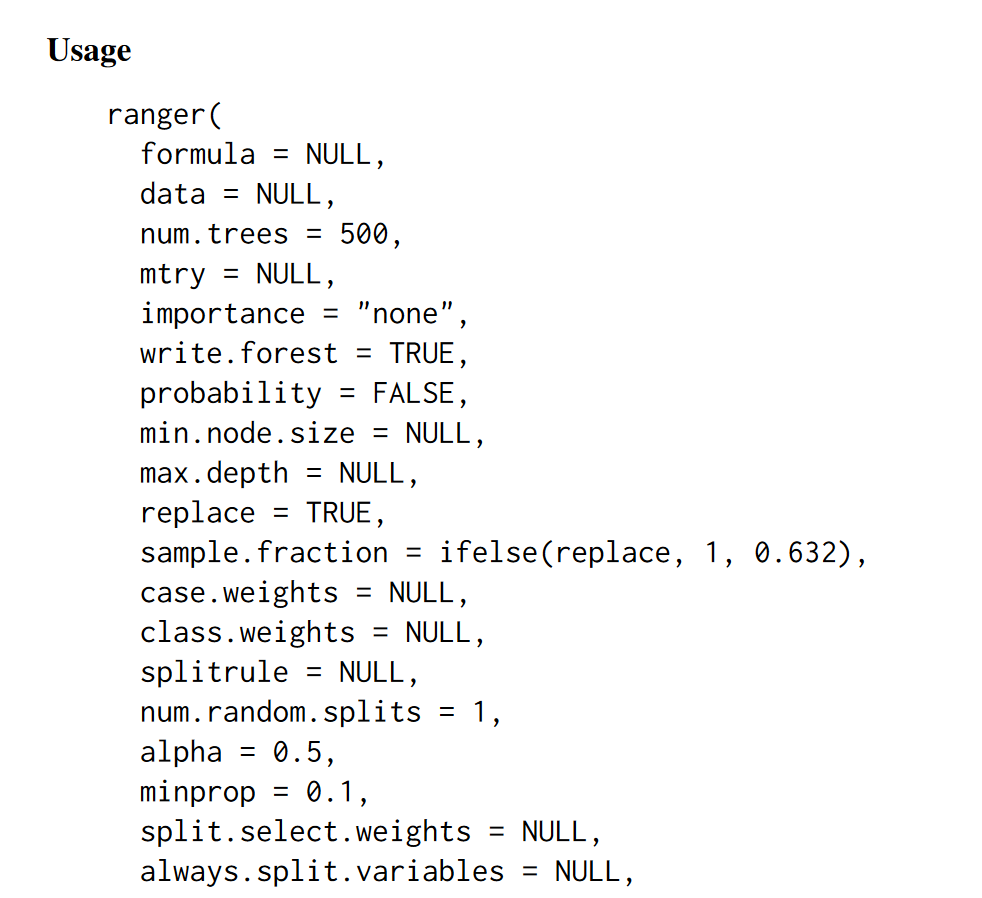 Usage
ranger(
formula = NULL,
data = NULL,
num.trees = 500,
mtry = NULL,
importance = "none",
write.forest = TRUE,
probability = FALSE,
min.node.size = NULL,
max.depth = NULL,
replace = TRUE,
sample.fraction = ifelse(replace, 1, 0.632),
case.weights = NULL,
class.weights = NULL,
splitrule = NULL,
num.random.splits = 1,
alpha = 0.5,
minprop = 0.1,
split.select.weights = NULL,
always.split.variables = NULL,